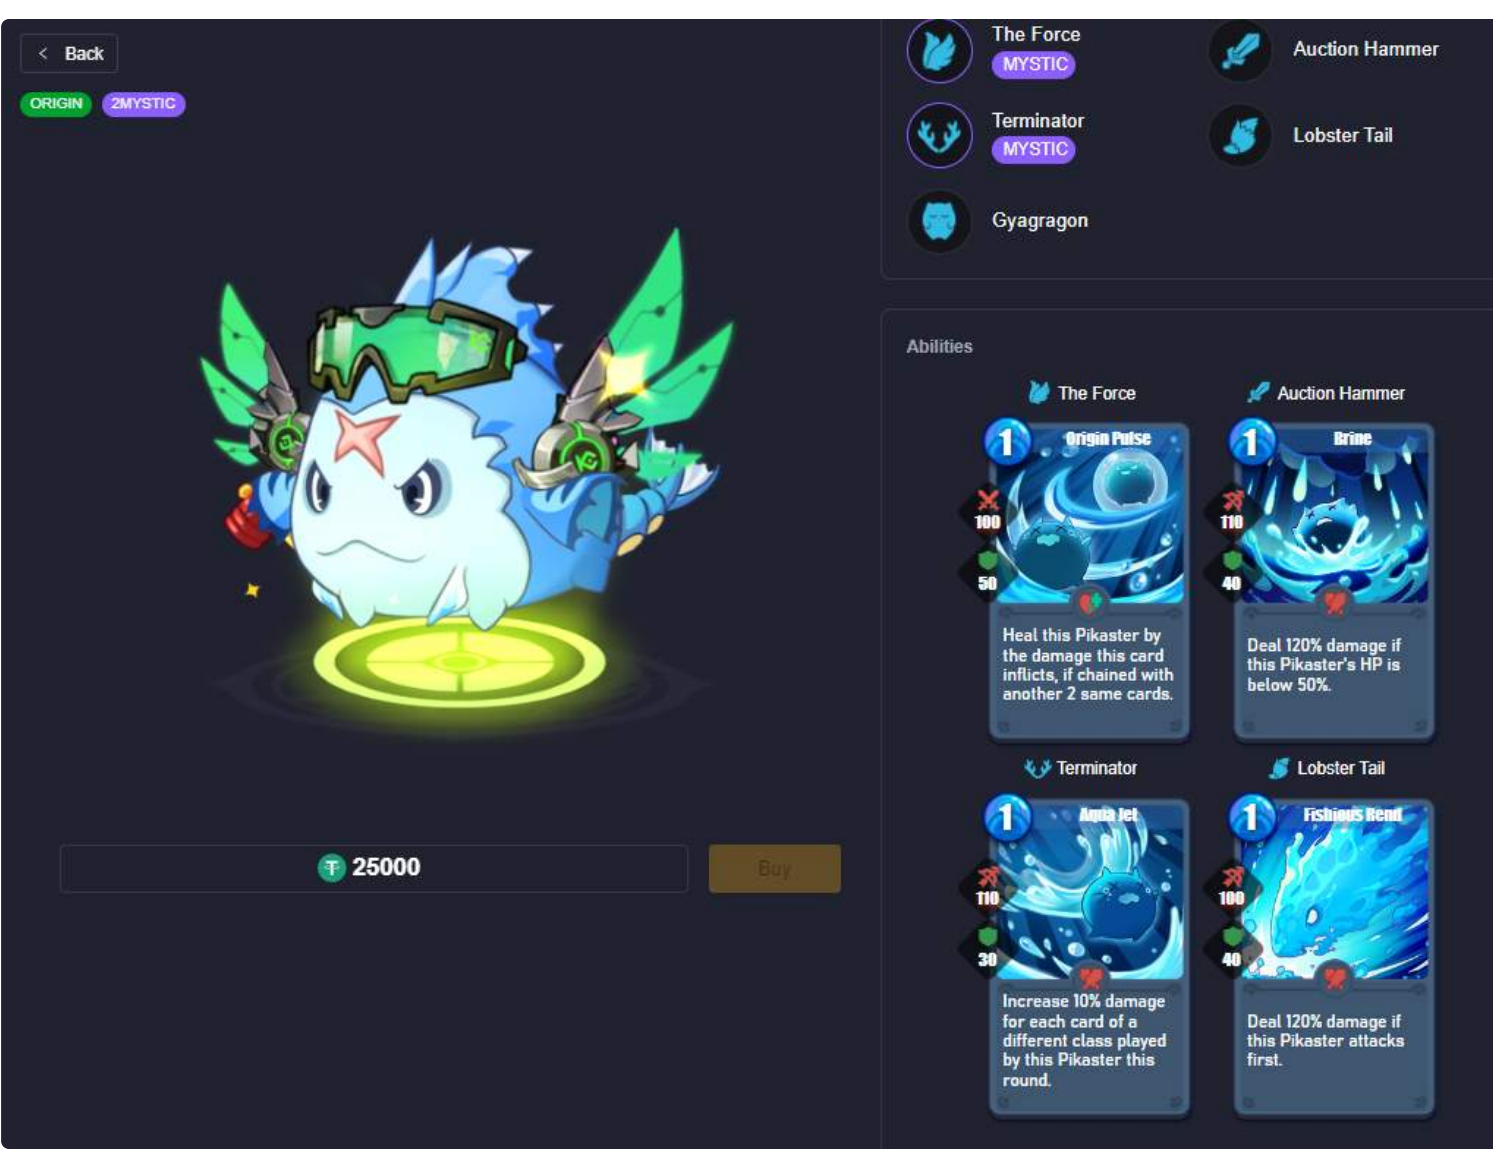 Back
ORIGIN 2MYSTIC
25000
Buy
The Force
MYSTIC
Auction Hammer
Terminator
MYSTIC
Lobster Tail
Gyagragon
Abilities
The Force
1
Origin Pulse
100
50
Heal this Pikaster by
the damage this card
inflicts, if chained with
another 2 same cards.
Auction Hammer
1
Brine
110
40
Deal 120% damage if
this Pikaster's HP is
below 50%.
Terminator
1
Aqua Jet
110
30
Increase 10% damage
for each card of a
different class played
by this Pikaster this
round.
Lobster Tail
1
Fishious Rend
100
40
Deal 120% damage if
this Pikaster attacks
first.